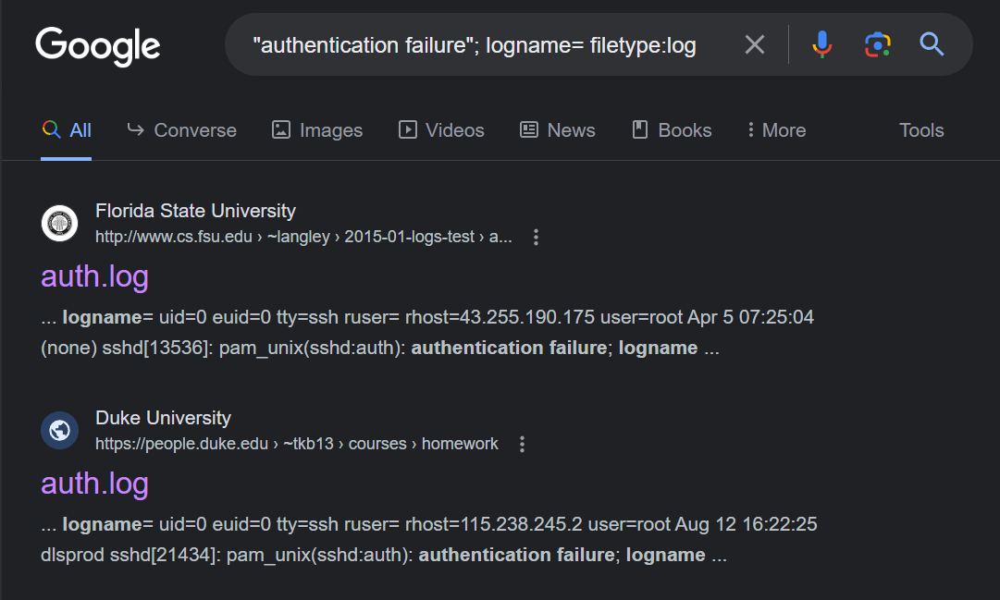 Google
"authentication failure"; logname= filetype:log
All Converse Images Videos News Books More Tools
Florida State University
http://www.cs.fsu.edu › ~langley › 2015-01-logs-test › a...
auth.log
... logname= uid=0 euid=0 tty=ssh ruser= rhost=43.255.190.175 user=root Apr 5 07:25:04
(none) sshd[13536]: pam_unix(sshd:auth): authentication failure; logname ...
Duke University
https://people.duke.edu › ~tkb13 › courses › homework
auth.log
... logname= uid=0 euid=0 tty=ssh ruser= rhost=115.238.245.2 user=root Aug 12 16:22:25
dlsprod sshd[21434]: pam_unix(sshd:auth): authentication failure; logname ...